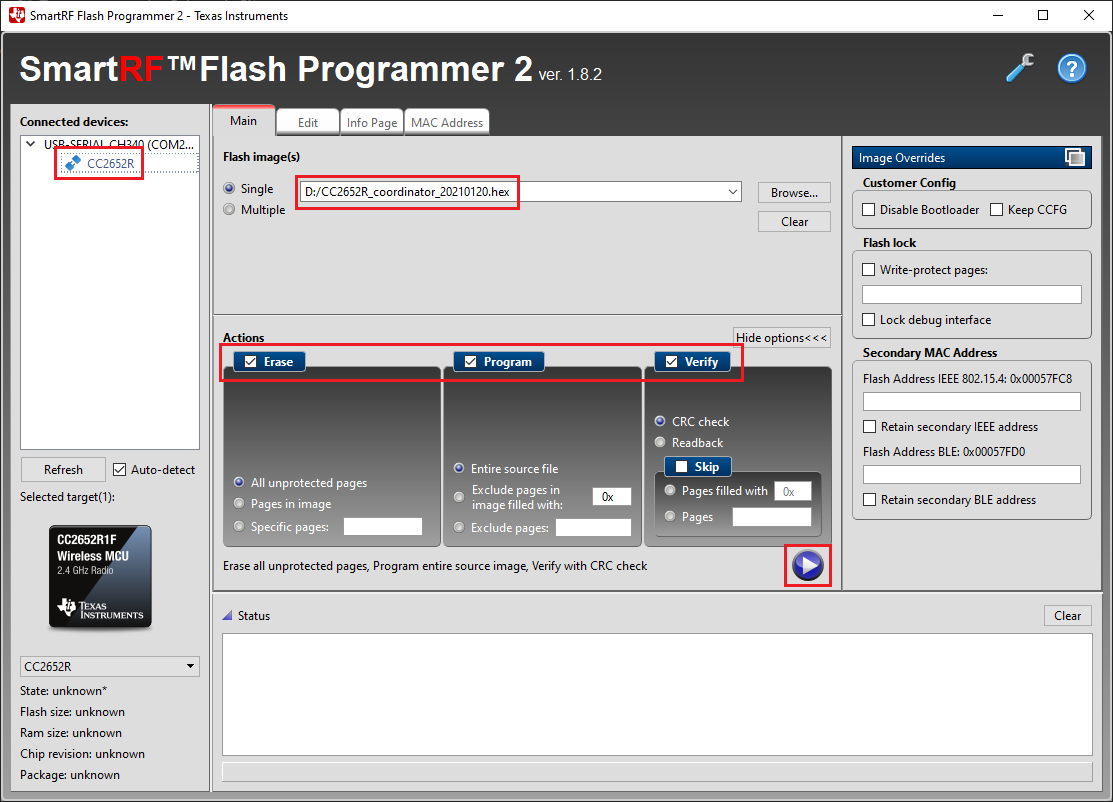 SmartRF Flash Programmer 2 - Texas Instruments
SmartRF™Flash Programmer 2 ver. 1.8.2
Connected devices:
USB-SERIAL CH340 (COM2...
CC2652R
Refresh
Auto-detect
Selected target(1):
CC2652R1F
Wireless MCU
2.4 GHz Radio
TEXAS
INSTRUMENTS
CC2652R
State: unknown*
Flash size: unknown
Ram size: unknown
Chip revision: unknown
Package: unknown
Main
Edit
Info Page
MAC Address
Flash image(s)
Single
D:/CC2652R_coordinator_20210120.hex
Browse...
Multiple
Clear
Actions
Hide options<<<
Erase
All unprotected pages
Pages in image
Specific pages:
Program
Entire source file
Exclude pages in
image filled with:
0x
Exclude pages:
Verify
CRC check
Readback
Skip
Pages filled with
0x
Pages
Erase all unprotected pages, Program entire source image, Verify with CRC check
Image Overrides
Customer Config
Disable Bootloader
Keep CCFG
Flash lock
Write-protect pages:
Lock debug interface
Secondary MAC Address
Flash Address IEEE 802.15.4: 0x00057FC8
Retain secondary IEEE address
Flash Address BLE: 0x00057FD0
Retain secondary BLE address
Status
Clear